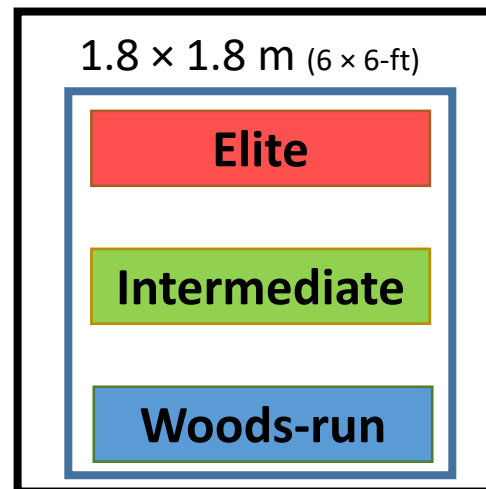 1.8 × 1.8 m (6 × 6-ft)
Elite
Intermediate
Woods-run